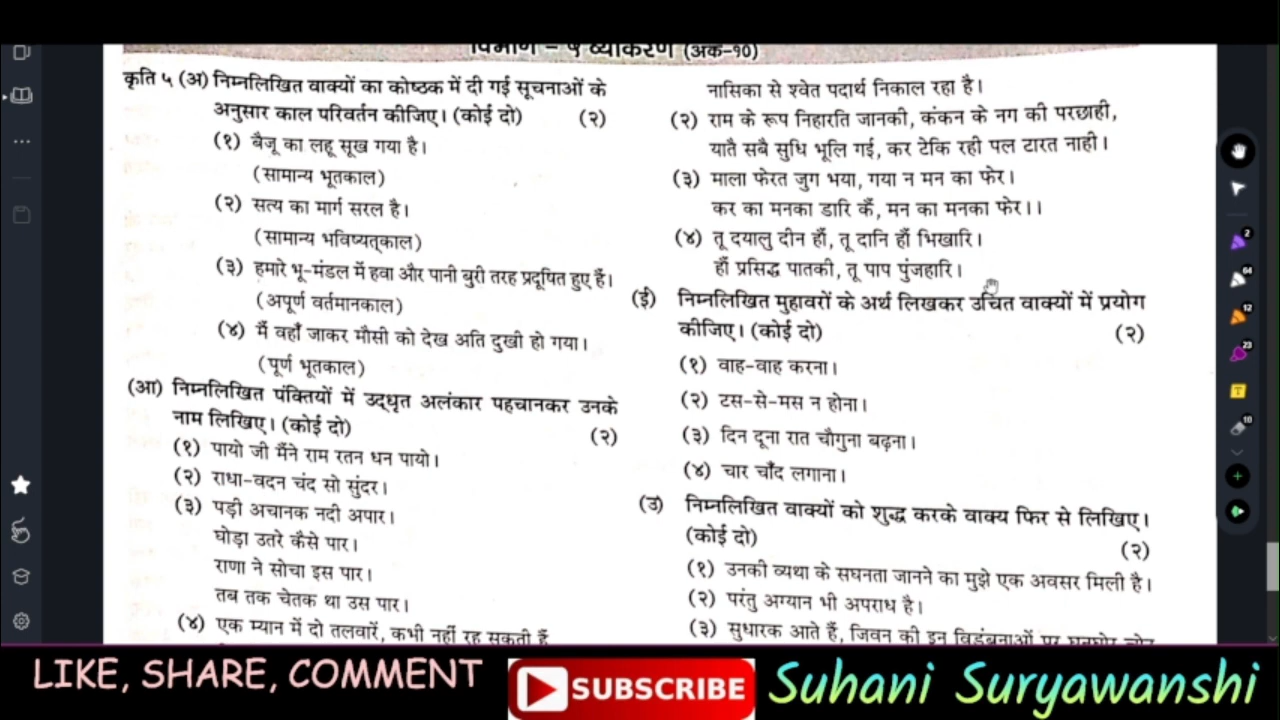 विभाग - ५ व्याकरण (अंक-१०)
कृति ५ (अ) निम्नलिखित वाक्यों का कोष्ठक में दी गई सूचनाओं के
अनुसार काल परिवर्तन कीजिए। (कोई दो) (२)
(१) बैजू का लहू सूख गया है।
(सामान्य भूतकाल)
(२) सत्य का मार्ग सरल है।
(सामान्य भविष्यत्काल)
(३) हमारे भू-मंडल में हवा और पानी बुरी तरह प्रदूषित हुए हैं।
(अपूर्ण वर्तमानकाल)
(४) मैं वहाँ जाकर मौसी को देख अति दुखी हो गया।
(पूर्ण भूतकाल)
(आ) निम्नलिखित पंक्तियों में उद्धृत अलंकार पहचानकर उनके
नाम लिखिए। (कोई दो) (२)
(१) पायो जी मैंने राम रतन धन पायो।
(२) राधा-वदन चंद सो सुंदर।
(३) पड़ी अचानक नदी अपार।
घोड़ा उतरे कैसे पार।
राणा ने सोचा इस पार।
तब तक चेतक था उस पार।
(४) एक म्यान में दो तलवारें, कभी नहीं रह सकती हैं
नासिका से श्वेत पदार्थ निकाल रहा है।
(२) राम के रूप निहारति जानकी, कंकन के नग की परछाही,
यातै सबै सुधि भूलि गई, कर टेकि रही पल टारत नाही।
(३) माला फेरत जुग भया, गया न मन का फेर।
कर का मनका डारि कैं, मन का मनका फेर।।
(४) तू दयालु दीन हौं, तू दानि हौं भिखारि।
हौं प्रसिद्ध पातकी, तू पाप पुंजहारि।
(ई) निम्नलिखित मुहावरों के अर्थ लिखकर उचित वाक्यों में प्रयोग
कीजिए। (कोई दो) (२)
(१) वाह-वाह करना।
(२) टस-से-मस न होना।
(३) दिन दूना रात चौगुना बढ़ना।
(४) चार चाँद लगाना।
(उ) निम्नलिखित वाक्यों को शुद्ध करके वाक्य फिर से लिखिए।
(कोई दो) (२)
(१) उनकी व्यथा के सघनता जानने का मुझे एक अवसर मिली है।
(२) परंतु अग्यान भी अपराध है।
(३) सुधारक आते हैं, जिवन की इन विडंबनाओं पर घनघोर चोट
2
64
12
23
T
10
LIKE, SHARE, COMMENT
SUBSCRIBE
Suhani Suryawanshi